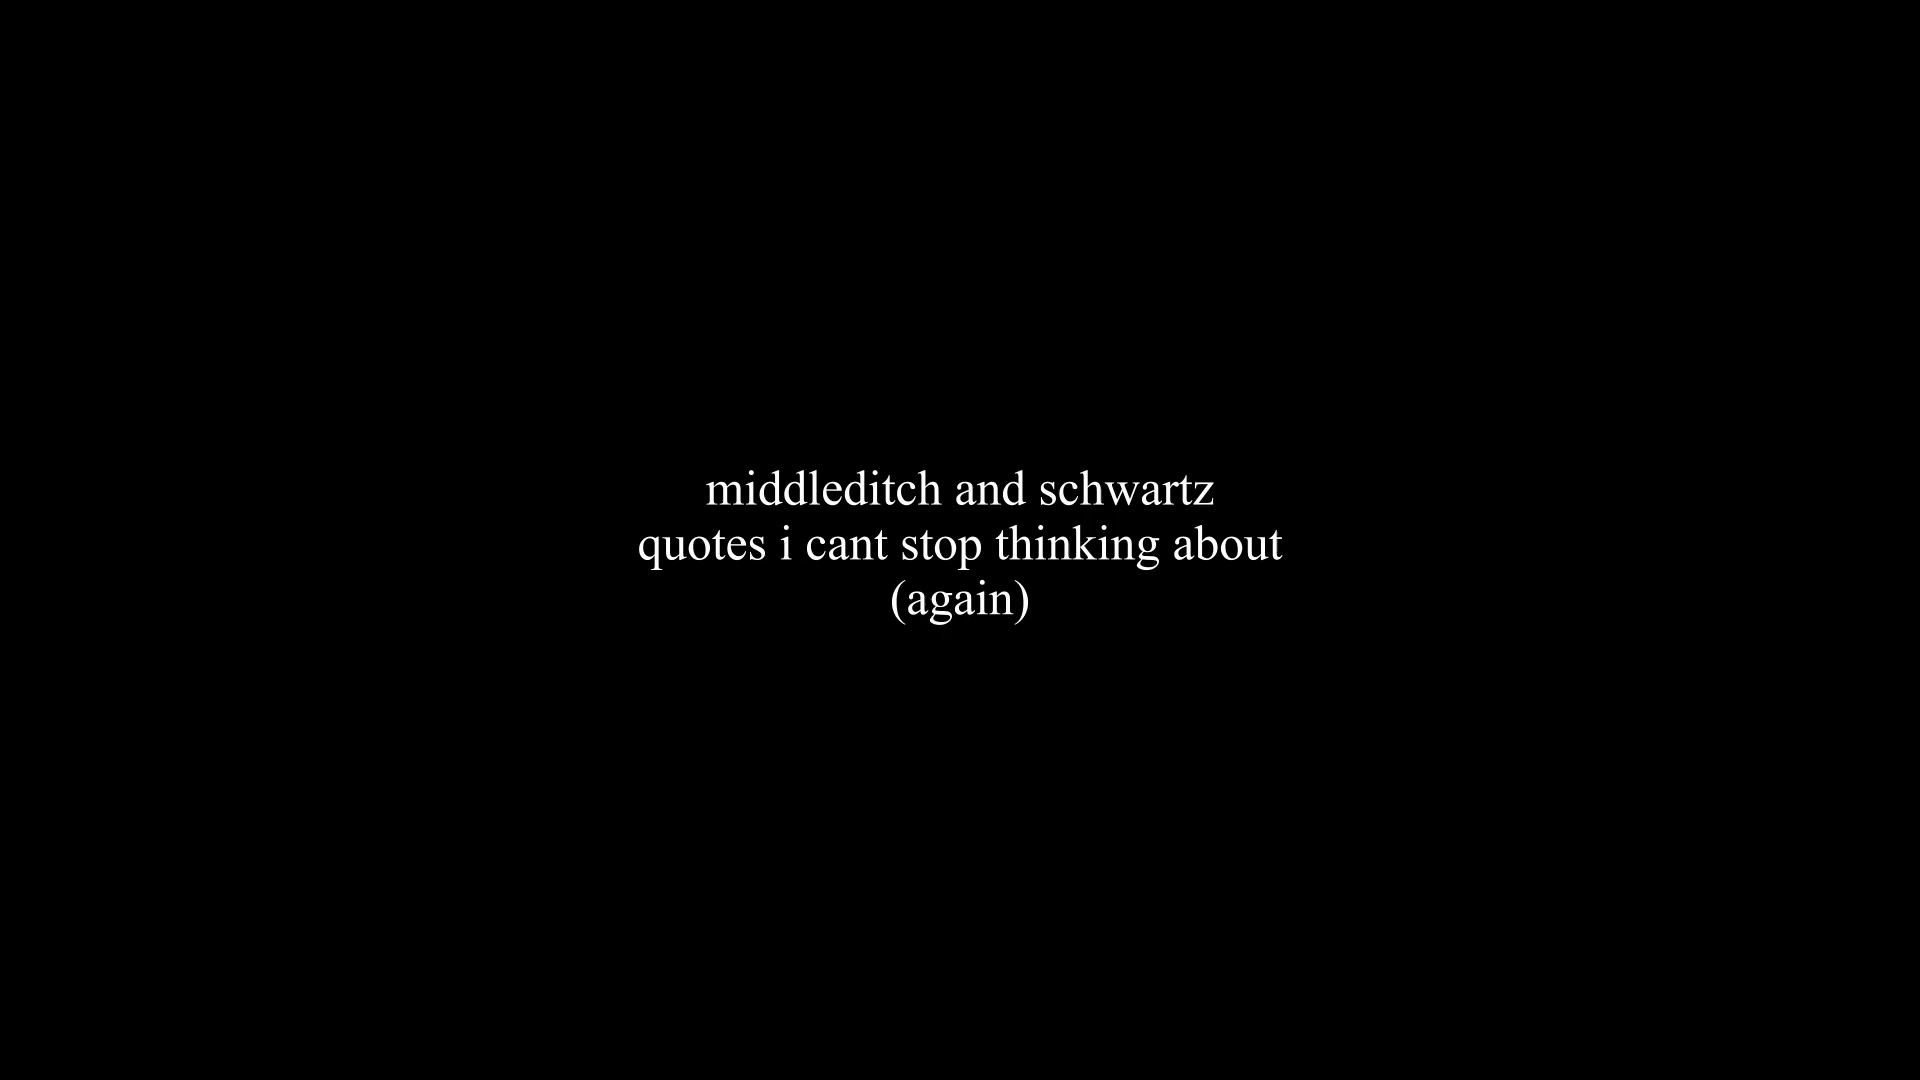 middleditch and schwartz
quotes i cant stop thinking about
(again)